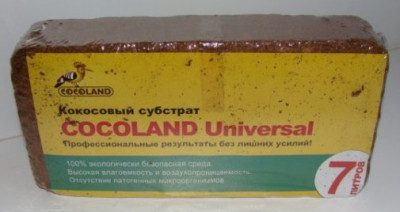 COCOLAND
Кокосовый субстрат
COCOLAND Universal
Профессиональные результаты без лишних усилий!
100% экологически безопасная среда
Высокая влагоемкость и воздухопроницаемость
Отсутствие патогенных микроорганизмов
7
ЛИТРОВ